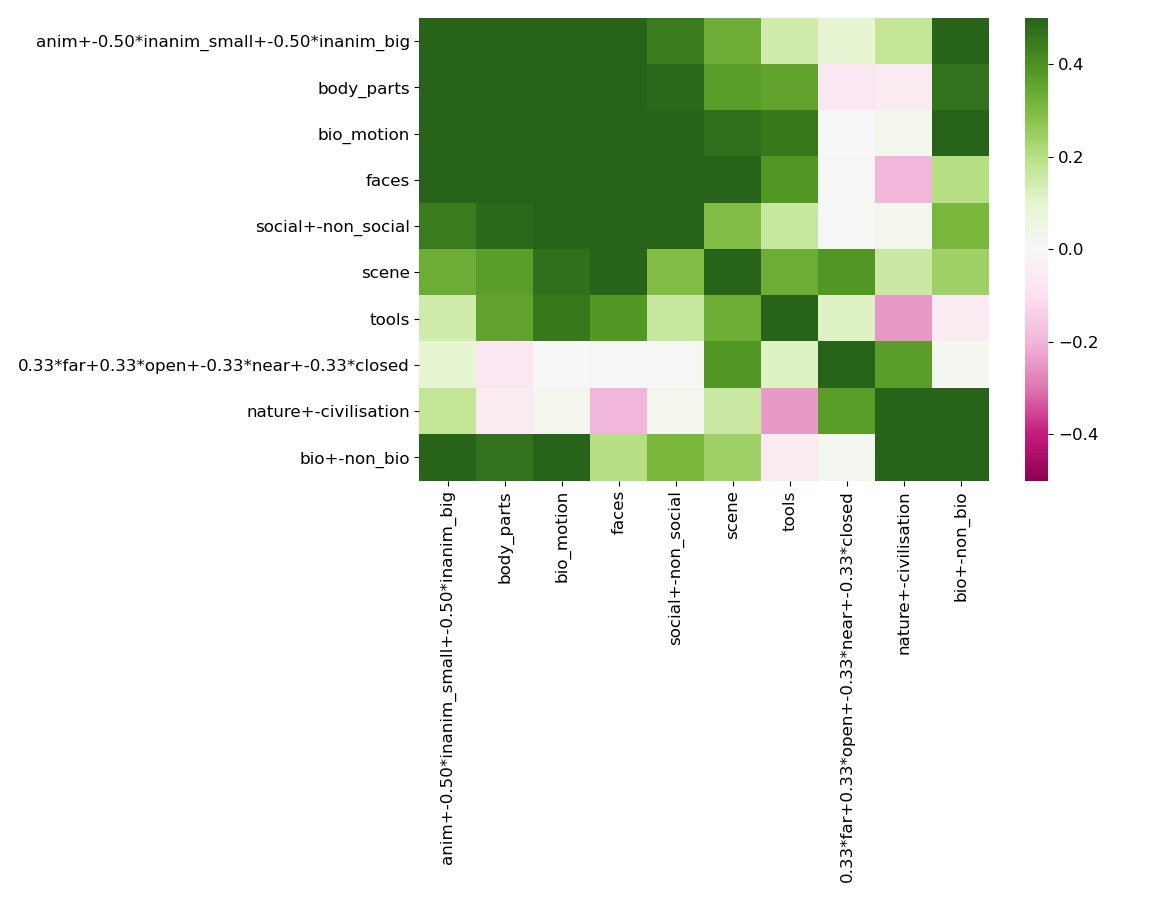 anim+-0.50*inanim_small+-0.50*inanim_big
body_parts
bio_motion
faces
social+-non_social
scene
tools
0.33*far+0.33*open+-0.33*near+-0.33*closed
nature+-civilisation
bio+-non_bio
anim+-0.50*inanim_small+-0.50*inanim_big
body_parts
bio_motion
faces
social+-non_social
scene
tools
0.33*far+0.33*open+-0.33*near+-0.33*closed
nature+-civilisation
bio+-non_bio
0.4
0.2
0.0
−0.2
−0.4